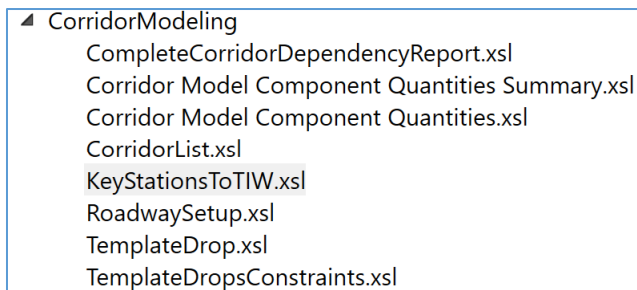 CorridorModeling
CompleteCorridorDependencyReport.xsl
Corridor Model Component Quantities Summary.xsl
Corridor Model Component Quantities.xsl
CorridorList.xsl
KeyStationsToTIW.xsl
RoadwaySetup.xsl
TemplateDrop.xsl
TemplateDropsConstraints.xsl